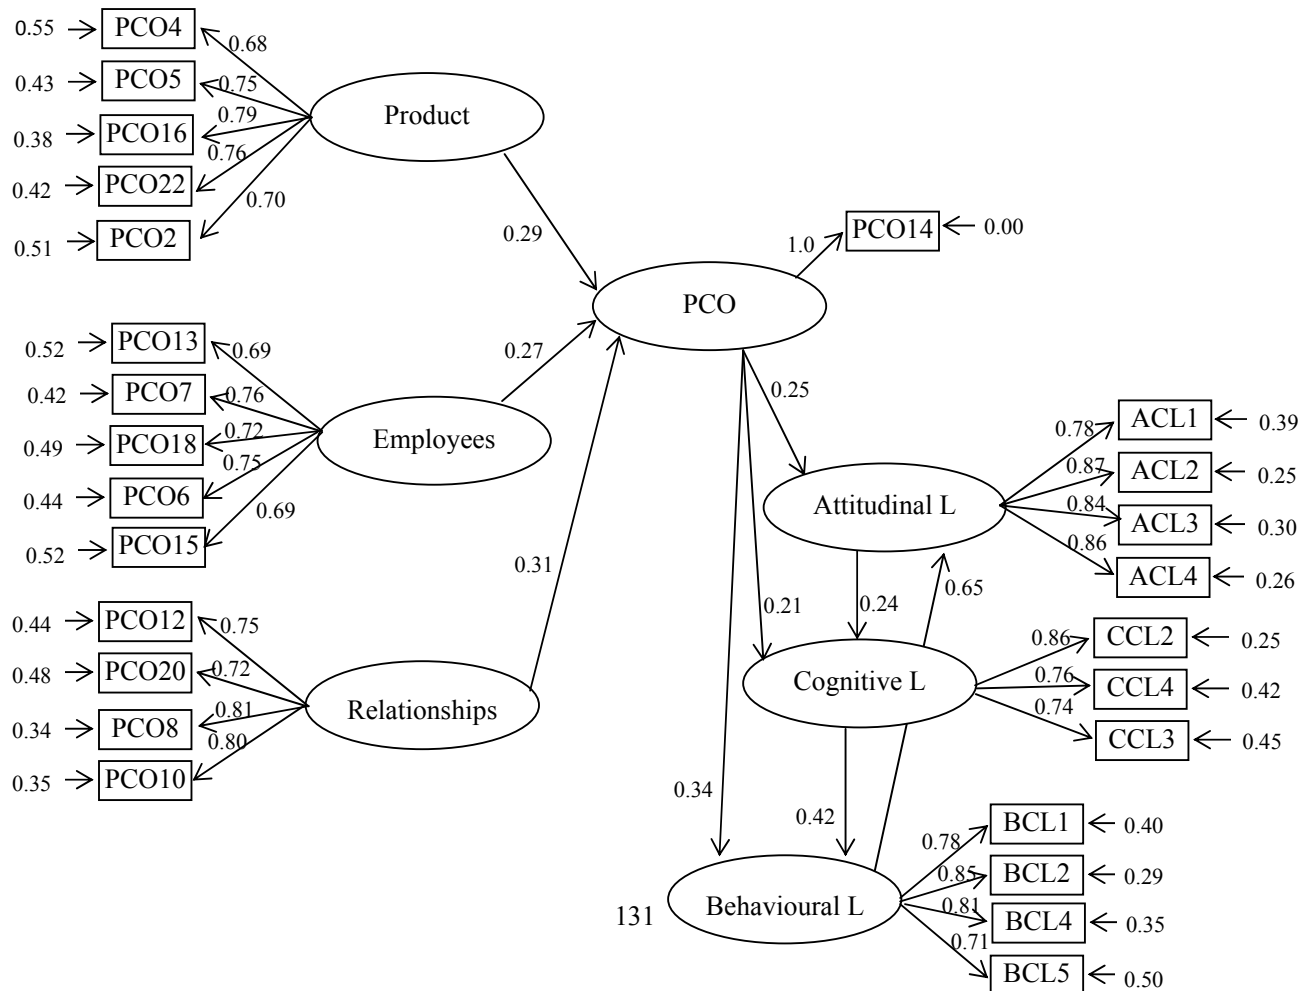 0.55
PCO4
0.68
0.43
PCO5
0.75
0.38
PCO16
0.79
0.42
PCO22
0.76
0.51
PCO2
0.70
Product
0.29
PCO
1.0
PCO14
0.00
0.52
PCO13
0.69
0.42
PCO7
0.76
0.49
PCO18
0.72
0.44
PCO6
0.75
0.52
PCO15
0.69
Employees
0.27
0.44
PCO12
0.75
0.48
PCO20
0.72
0.34
PCO8
0.81
0.35
PCO10
0.80
Relationships
0.31
0.25
Attitudinal L
0.78
ACL1
0.39
0.87
ACL2
0.25
0.84
ACL3
0.30
0.86
ACL4
0.26
0.21
0.24
0.65
Cognitive L
0.86
CCL2
0.25
0.76
CCL4
0.42
0.74
CCL3
0.45
0.34
0.42
Behavioural L
0.78
BCL1
0.40
0.85
BCL2
0.29
0.81
BCL4
0.35
0.71
BCL5
0.50
131